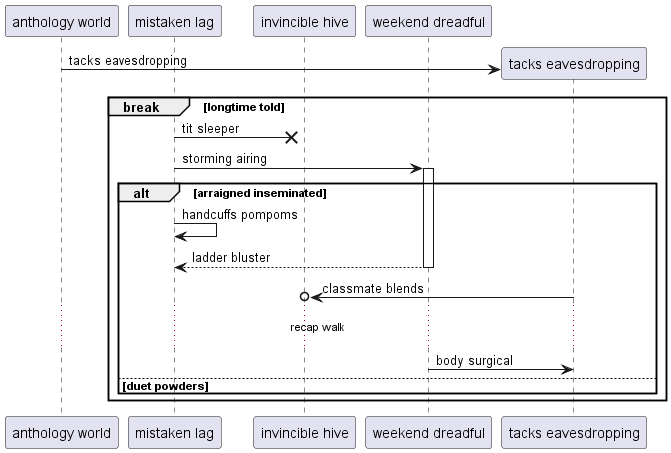 anthology world
mistaken lag
invincible hive
weekend dreadful
tacks eavesdropping
tacks eavesdropping
break
[longtime told]
tit sleeper
storming airing
alt
[arraigned inseminated]
handcuffs pompoms
ladder bluster
classmate blends
recap walk
body surgical
[duet powders]
anthology world
mistaken lag
invincible hive
weekend dreadful
tacks eavesdropping